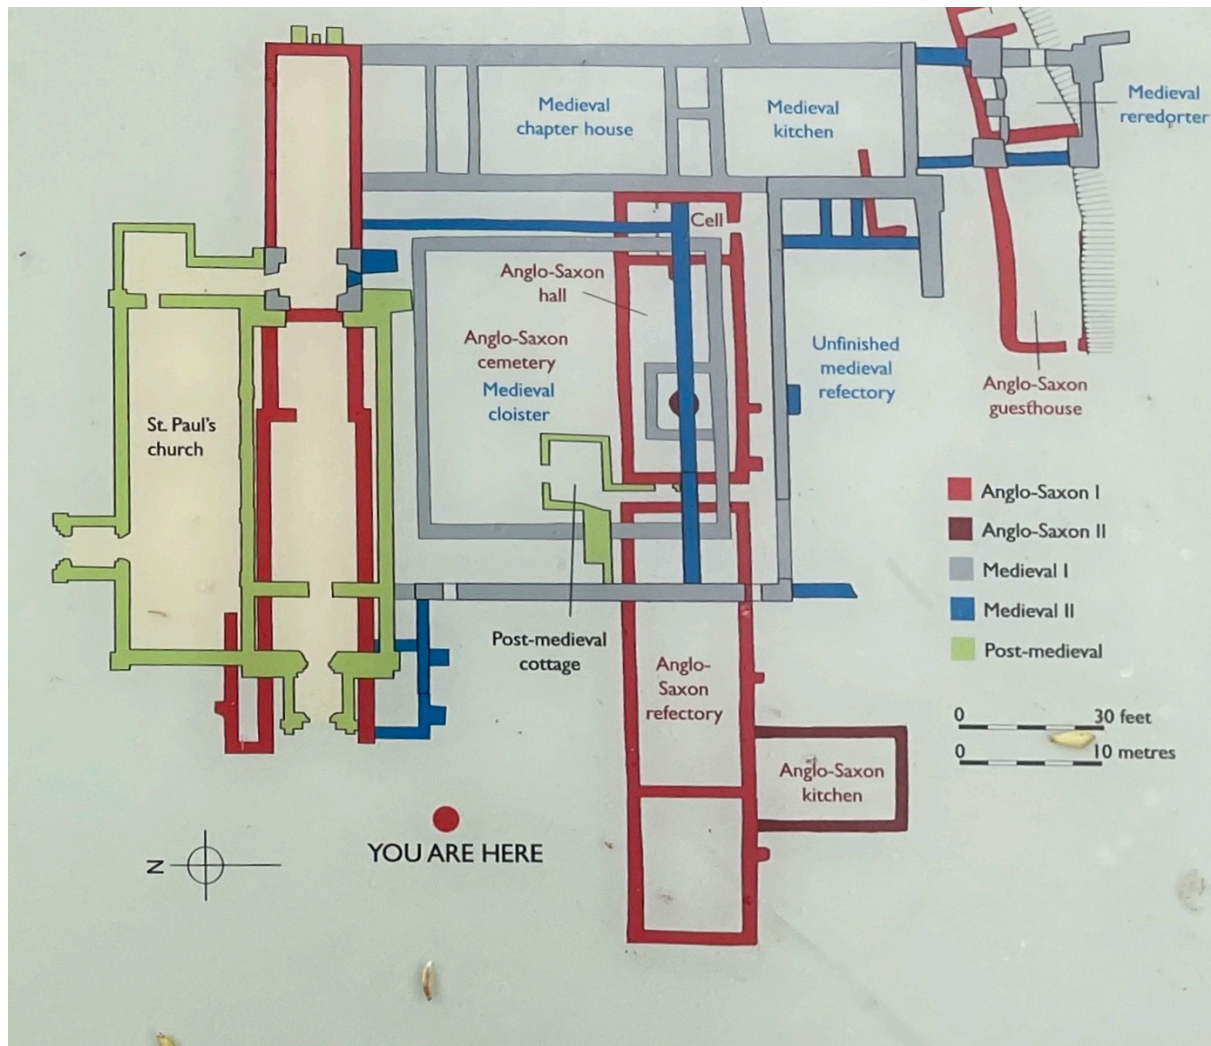 Medieval
chapter house
Medieval
kitchen
Medieval
reredorter
Cell
Anglo-Saxon
hall
Anglo-Saxon
cemetery
Medieval
cloister
Unfinished
medieval
refectory
Anglo-Saxon
guesthouse
St. Paul's
church
Anglo-Saxon I
Anglo-Saxon II
Medieval I
Medieval II
Post-medieval
Post-medieval
cottage
Anglo-
Saxon
refectory
0 30 feet
0 10 metres
Anglo-Saxon
kitchen
YOU ARE HERE
N